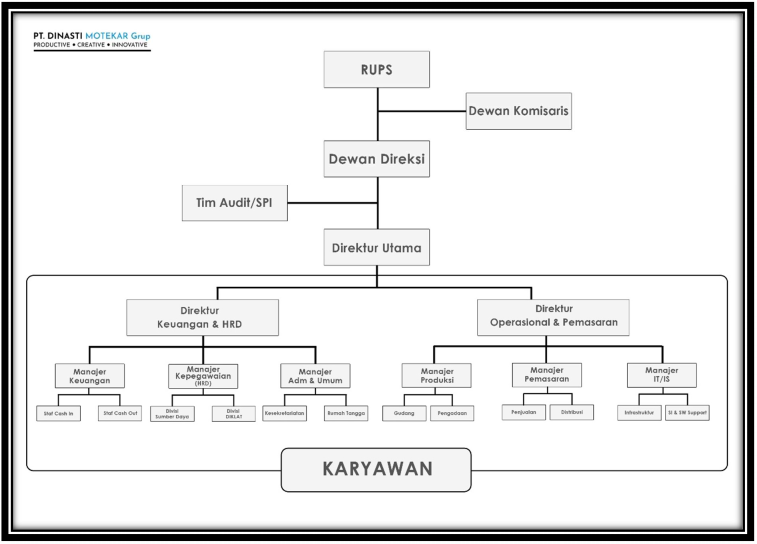 PT. DINASTI MOTEKAR Grup
PRODUCTIVE • CREATIVE • INNOVATIVE
RUPS
Dewan Komisaris
Dewan Direksi
Tim Audit/SPI
Direktur Utama
Direktur
Keuangan & HRD
Direktur
Operasional & Pemasaran
Manajer
Keuangan
Manajer
Kepegawaian
(HRD)
Manajer
Adm & Umum
Manajer
Produksi
Manajer
Pemasaran
Manajer
IT/IS
Staf Cash In
Staf Cash Out
Divisi
Sumber Daya
Divisi
DIKLAT
Kesekretaiatan
Rumah Tangga
Gudang
Pengadaan
Penjualan
Distribusi
Infrastruktur
SI & SW Support
KARYAWAN